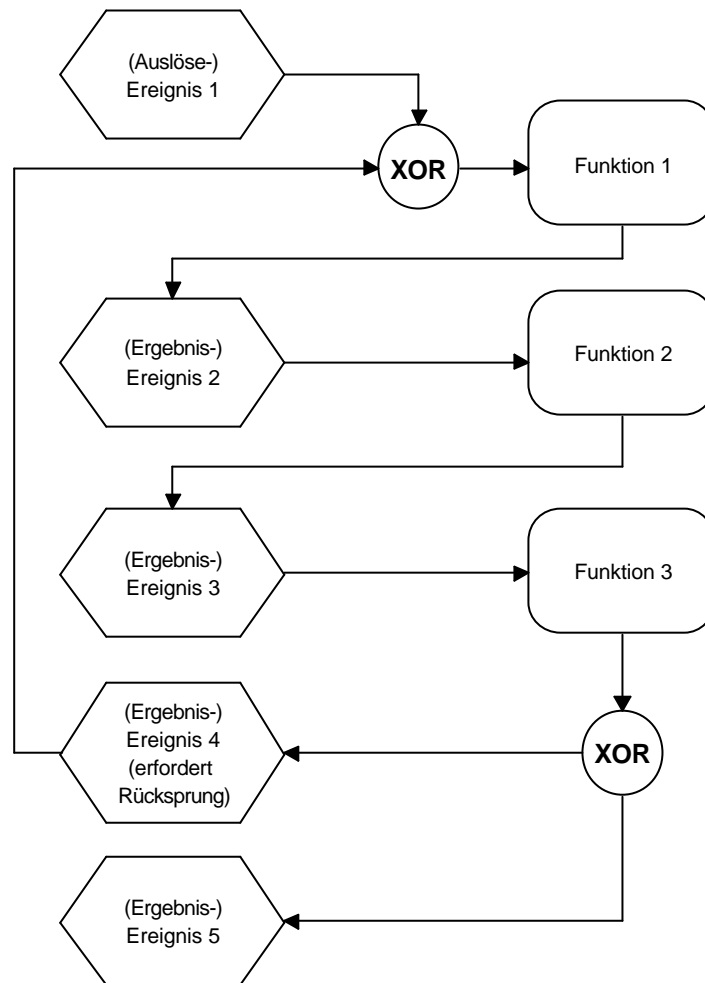 (Auslöse-)
Ereignis 1
XOR
Funktion 1
(Ergebnis-)
Ereignis 2
Funktion 2
(Ergebnis-)
Ereignis 3
Funktion 3
(Ergebnis-)
Ereignis 4
(erfordert
Rücksprung)
XOR
(Ergebnis-)
Ereignis 5